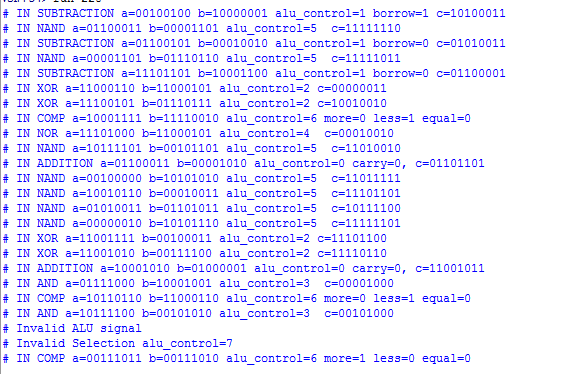 # IN SUBTRACTION a=00100100 b=10000001 alu_control=1 borrow=1 c=10100011
# IN NAND a=01100011 b=00001101 alu_control=5  c=11111110
# IN SUBTRACTION a=01100101 b=00010010 alu_control=1 borrow=0 c=01010011
# IN NAND a=00001101 b=01110110 alu_control=5  c=11111011
# IN SUBTRACTION a=11101101 b=10001100 alu_control=1 borrow=0 c=01100001
# IN XOR a=11000110 b=11000101 alu_control=2 c=00000011
# IN XOR a=11100101 b=01110111 alu_control=2 c=10010010
# IN COMP a=10001111 b=11110010 alu_control=6 more=0 less=1 equal=0
# IN NOR a=11101000 b=11000101 alu_control=4  c=00010010
# IN NAND a=10111101 b=00101101 alu_control=5  c=11010010
# IN ADDITION a=01100011 b=00001010 alu_control=0 carry=0, c=01101101
# IN NAND a=00100000 b=10101010 alu_control=5  c=11011111
# IN NAND a=10010110 b=00010011 alu_control=5  c=11101101
# IN NAND a=01010011 b=01101011 alu_control=5  c=10111100
# IN NAND a=00000010 b=10101110 alu_control=5  c=11111101
# IN XOR a=11001111 b=00100011 alu_control=2 c=11101100
# IN XOR a=11001010 b=00111100 alu_control=2 c=11110110
# IN ADDITION a=10001010 b=01000001 alu_control=0 carry=0, c=11001011
# IN AND a=01111000 b=10001001 alu_control=3  c=00001000
# IN COMP a=10110110 b=11000110 alu_control=6 more=0 less=1 equal=0
# IN AND a=10111100 b=00101010 alu_control=3  c=00101000
# Invalid ALU signal
# Invalid Selection alu_control=7
# IN COMP a=00111011 b=00111010 alu_control=6 more=1 less=0 equal=0